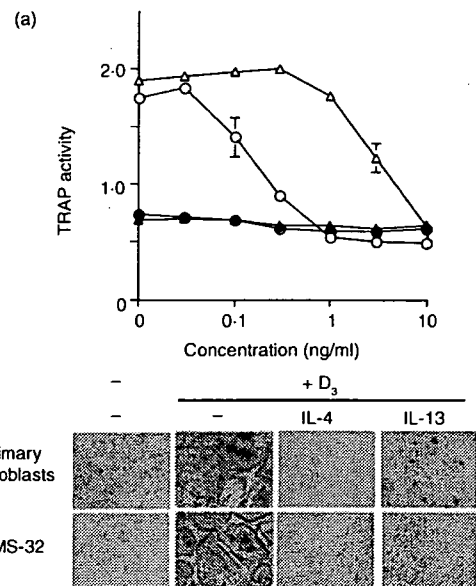 (a)
2·0
1·0
0
TRAP activity
0 0·1 1 10
Concentration (ng/ml)
– + D3
– – IL-4 IL-13
imary
oblasts
MS-32